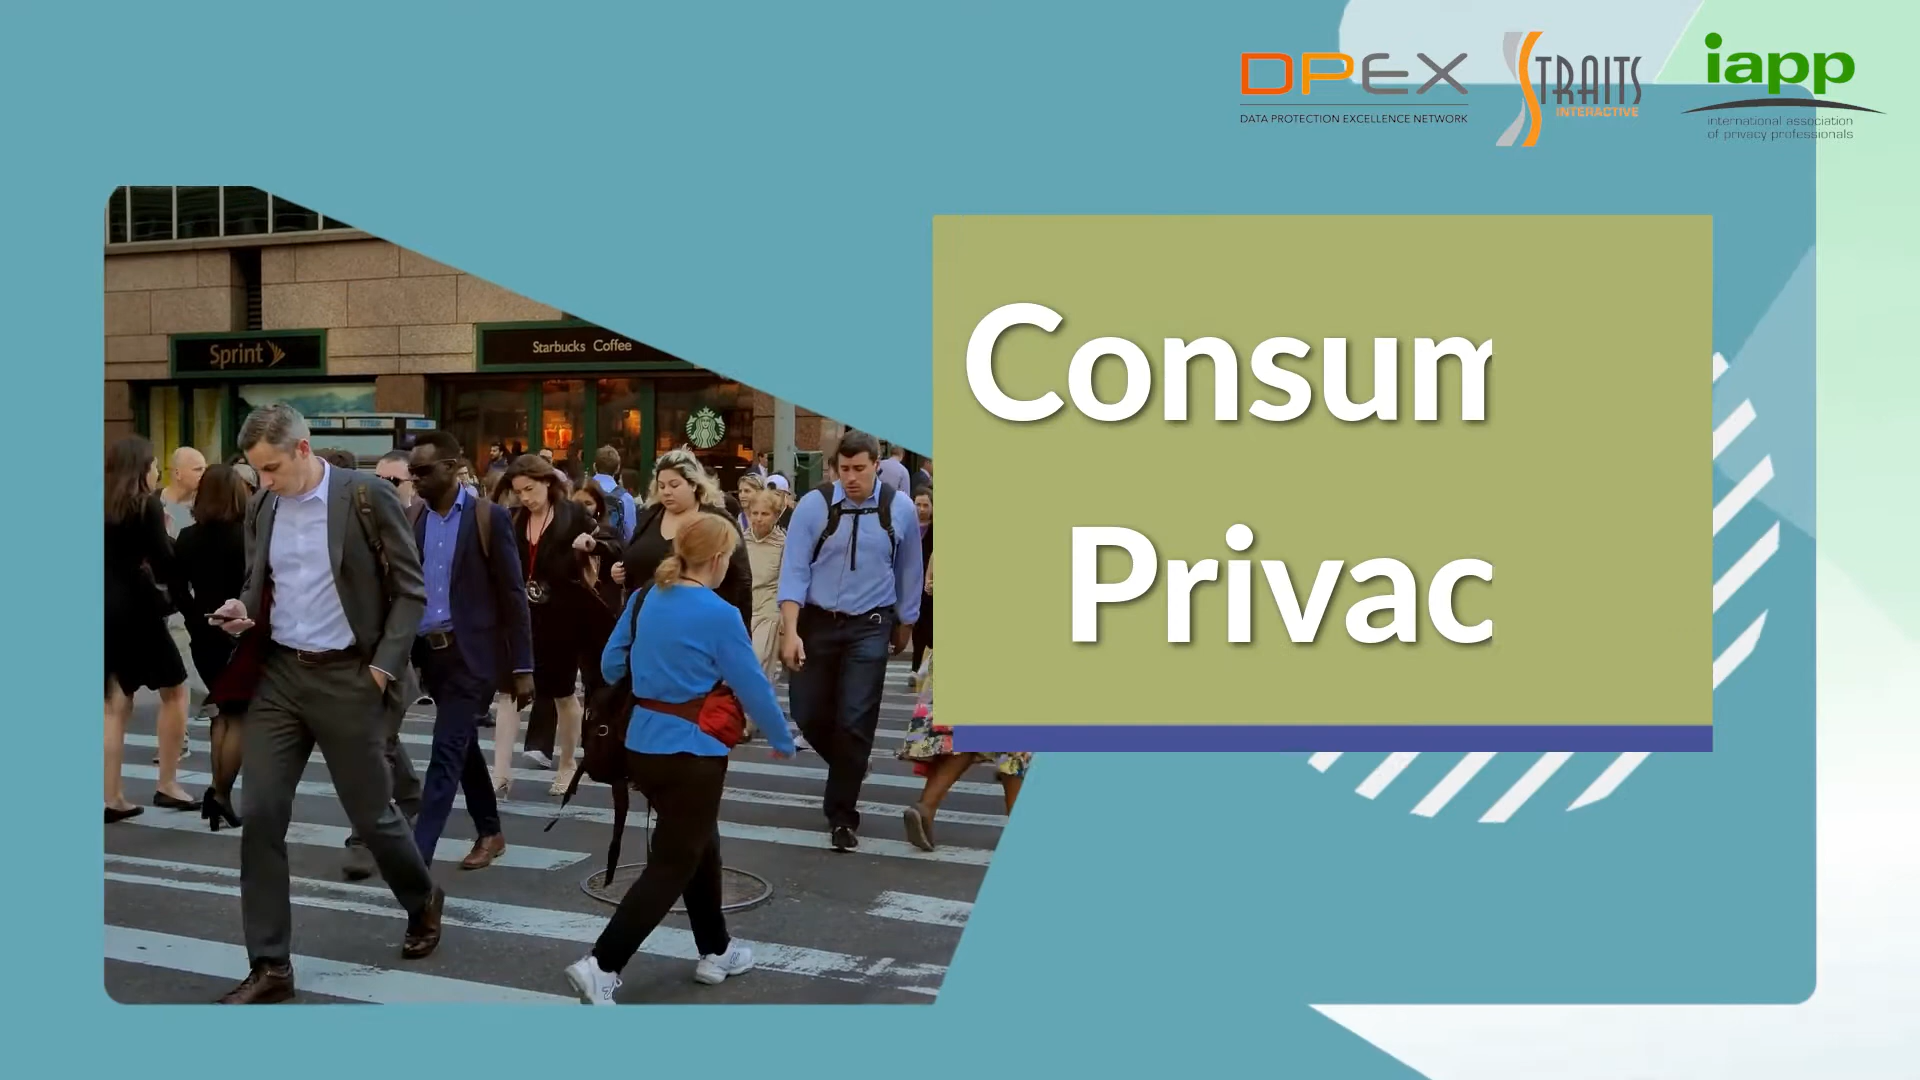 DPEX
DATA PROTECTION EXCELLENCE NETWORK
STRAITS
INTERACTIVE
iapp
international association
of privacy professionals
Sprint
Starbucks Coffee
Consum
Privac